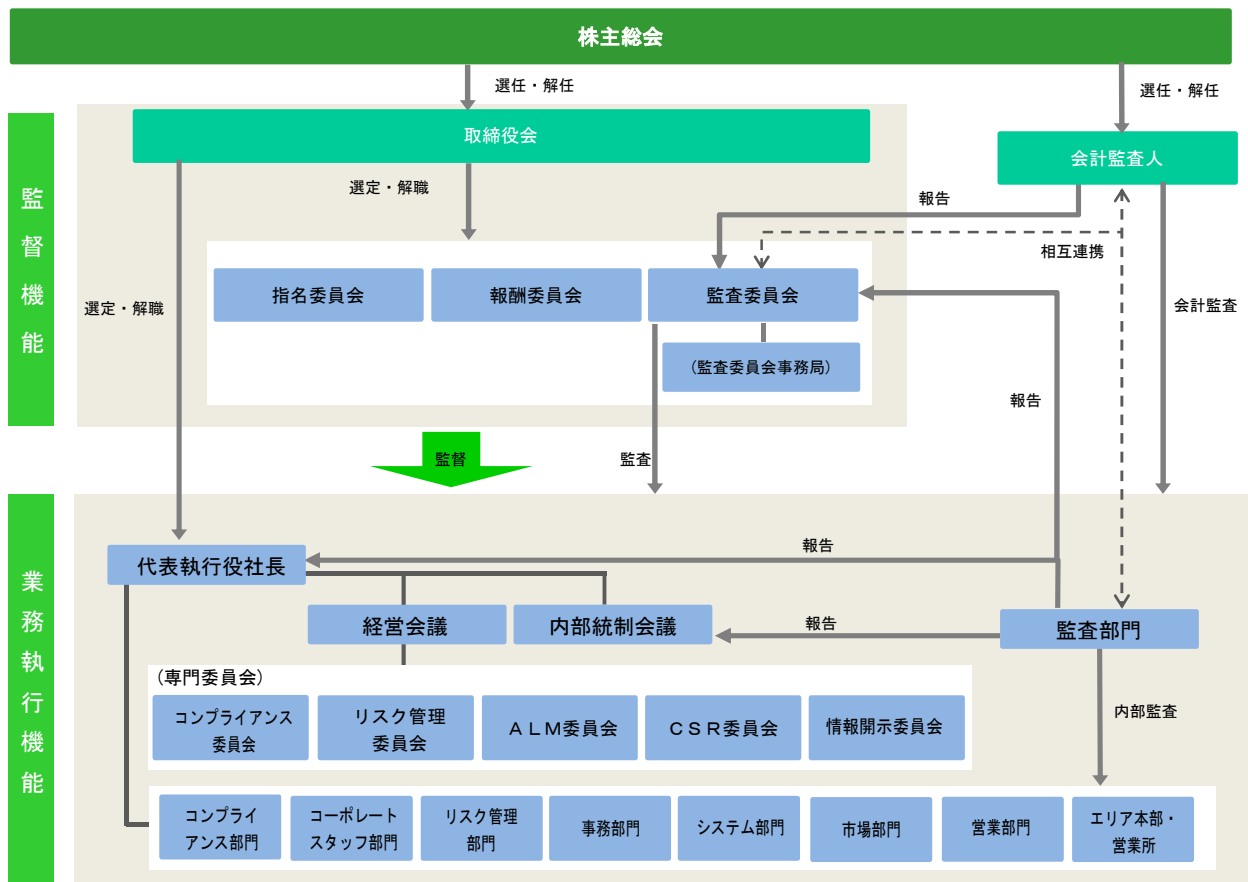 株主総会
選任・解任
選任・解任
監督機能
取締役会
会計監査人
選定・解職
報告
相互連携
指名委員会
報酬委員会
監査委員会
選定・解職
会計監査
(監査委員会事務局)
報告
監督
監査
業務執行機能
代表執行役社長
報告
経営会議
内部統制会議
報告
監査部門
(専門委員会)
コンプライアンス
委員会
リスク管理
委員会
ALM委員会
CSR委員会
情報開示委員会
内部監査
コンプライ
アンス部門
コーポレート
スタッフ部門
リスク管理
部門
事務部門
システム部門
市場部門
営業部門
エリア本部・
営業所